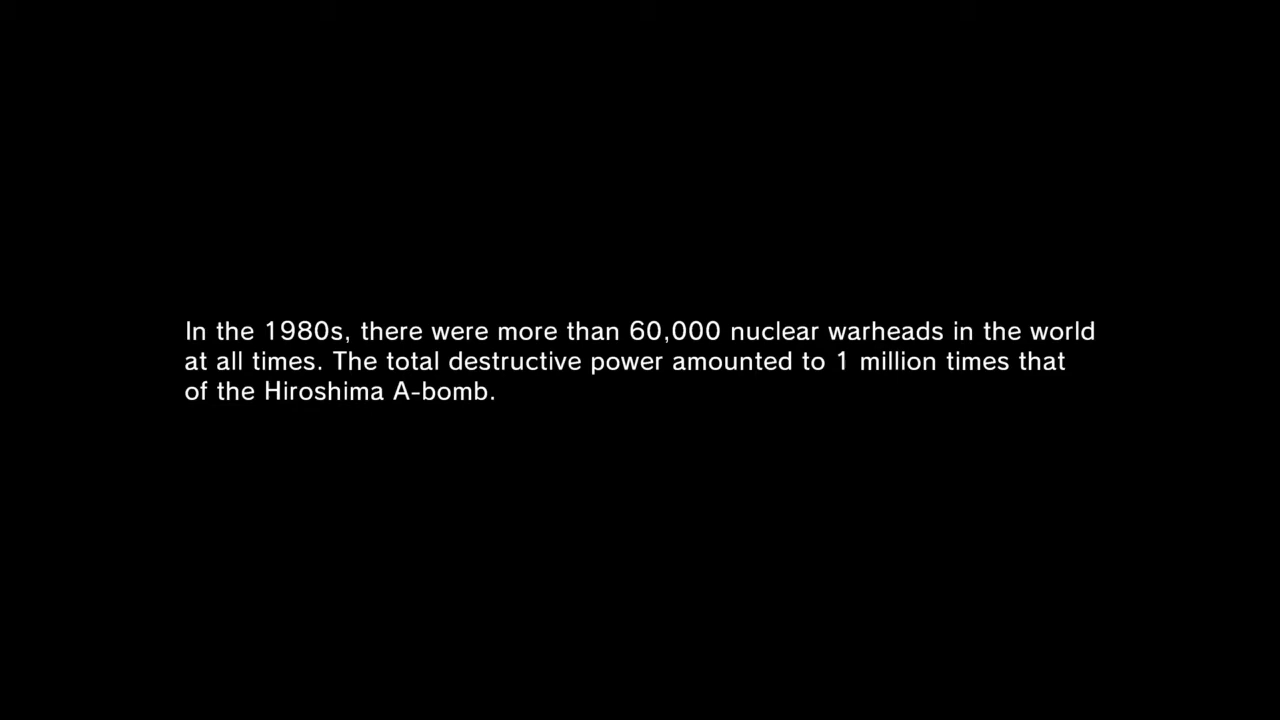 In the 1980s, there were more than 60,000 nuclear warheads in the world
at all times. The total destructive power amounted to 1 million times that
of the Hiroshima A-bomb.